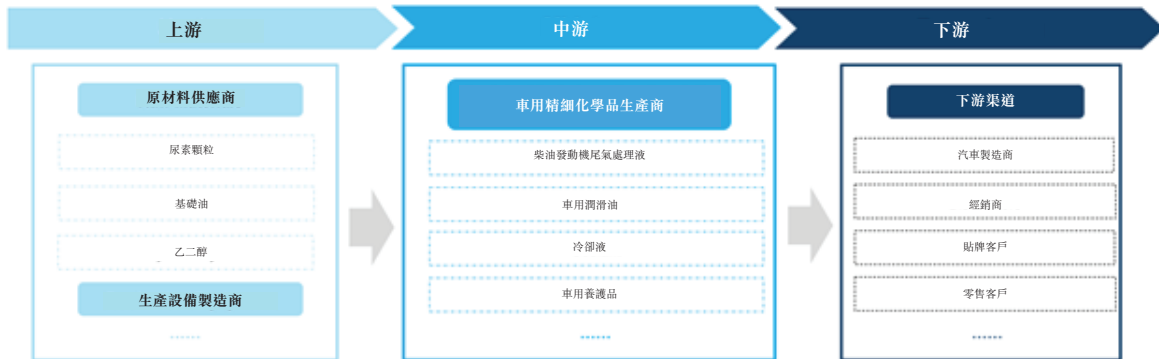 上游
中游
下游
原材料供應商
尿素顆粒
基礎油
乙二醇
生產設備製造商
······
車用精細化學品生產商
柴油發動機尾氣處理液
車用潤滑油
冷卻液
車用養護品
······
下游渠道
汽車製造商
經銷商
貼牌客戶
零售客戶
······